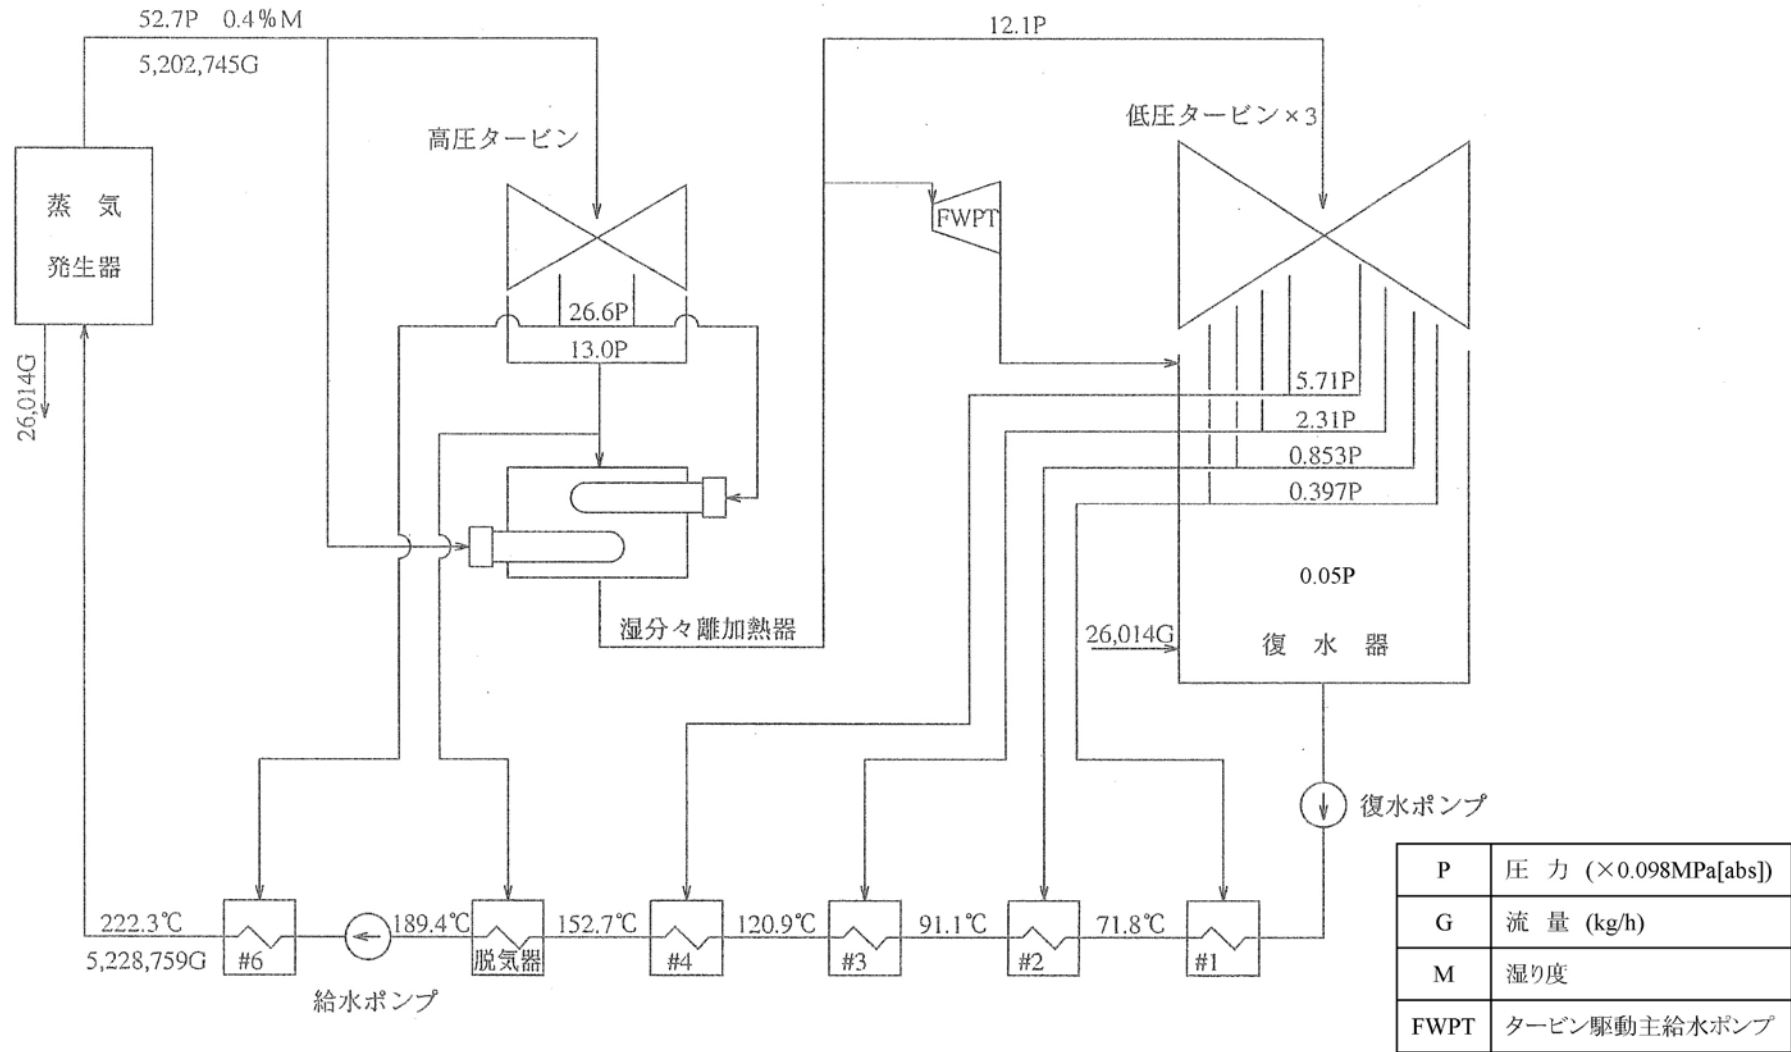 52.7P 0.4%M
5,202,745G
12.1P
高圧タービン
低圧タービン×3
蒸 気
発生器
FWPT
26.6P
13.0P
26,014G
5.71P
2.31P
0.853P
0.397P
0.05P
湿分々離加熱器
26,014G
復 水 器
復水ポンプ
222.3℃
5,228,759G
#6
189.4℃
脱気器
152.7℃
#4
120.9℃
#3
91.1℃
#2
71.8℃
#1
給水ポンプ
P 圧 力 (×0.098MPa[abs])
G 流 量 (kg/h)
M 湿り度
FWPT タービン駆動主給水ポンプ